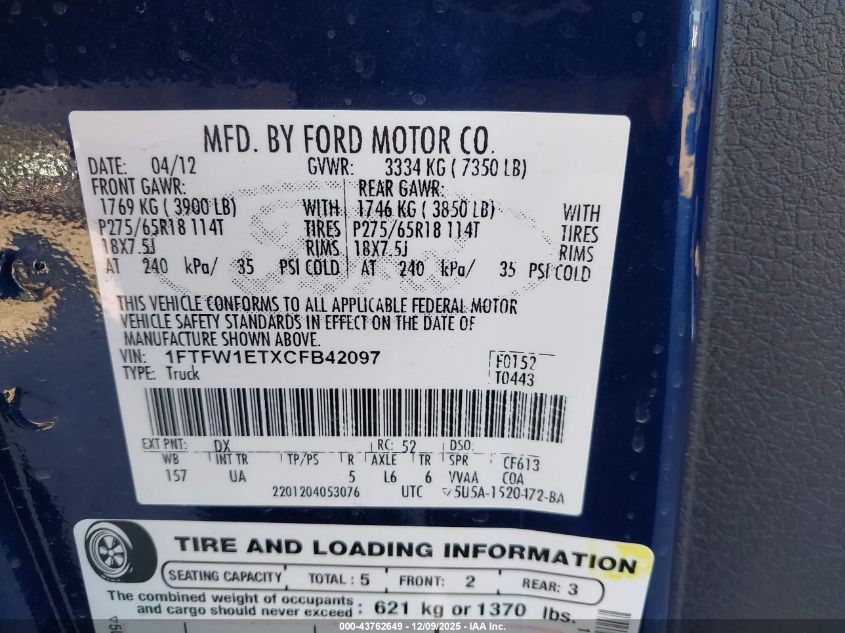 MFD. BY FORD MOTOR CO.
DATE: 04/12 GVWR: 3334 KG ( 7350 LB)
FRONT GAWR: REAR GAWR:
1769 KG ( 3900 LB) WITH 1746 KG ( 3850 LB) WITH
P275/65R18 114T TIRES P275/65R18 114T TIRES
18X7.5J RIMS 18X7.5J RIMS
AT 240 kPa/ 35 PSI COLD AT 240 kPa/ 35 PSI COLD
THIS VEHICLE CONFORMS TO ALL APPLICABLE FEDERAL MOTOR
VEHICLE SAFETY STANDARDS IN EFFECT ON THE DATE OF
MANUFACTURE SHOWN ABOVE.
VIN: 1FTFW1ETXCFB42097 F0152
TYPE: Truck T0443
EXT PNT: DX RC: 52 DSO:
WB INT TR TP/PS R AXLE TR SPR CF613
157 UA 5 L6 6 VVAA COA
2201204053076 UTC ▽5U5A-1520472-BA
TIRE AND LOADING INFORMATION
SEATING CAPACITY TOTAL : 5 FRONT: 2 REAR: 3
The combined weight of occupants
and cargo should never exceed : 621 kg or 1370 lbs.
000-43762649 - 12/09/2025 - IAA Inc.